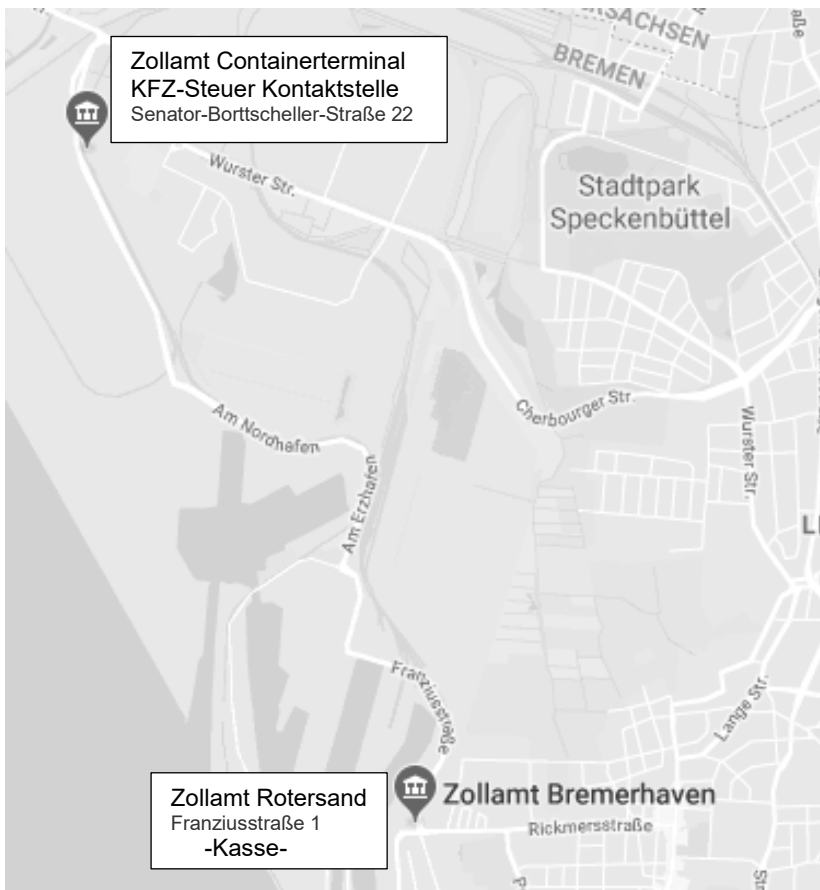 ERSACHSEN
BREMEN
Zollamt Containerterminal
KFZ-Steuer Kontaktstelle
Senator-Borttscheller-Straße 22
Wurster Str.
Stadtpark
Speckenbüttel
Cherbourger Str.
Am Nordhafen
Wurster Str.
Am Erzhafen
Franziusstraße
Lange Str.
Zollamt Rotersand
Franziusstraße 1
-Kasse-
Zollamt Bremerhaven
Rickmersstraße